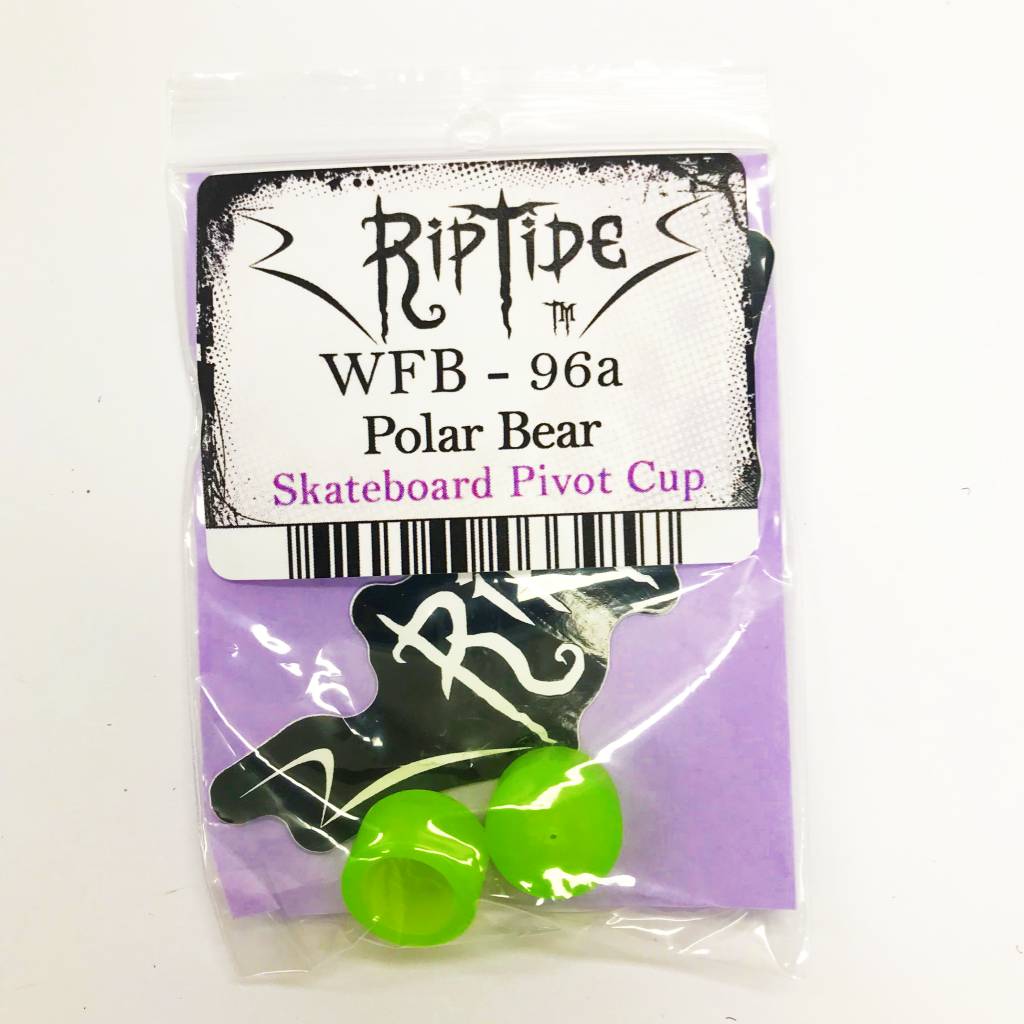 RIPTIDE
TM
WFB - 96a
Polar Bear
Skateboard Pivot Cup